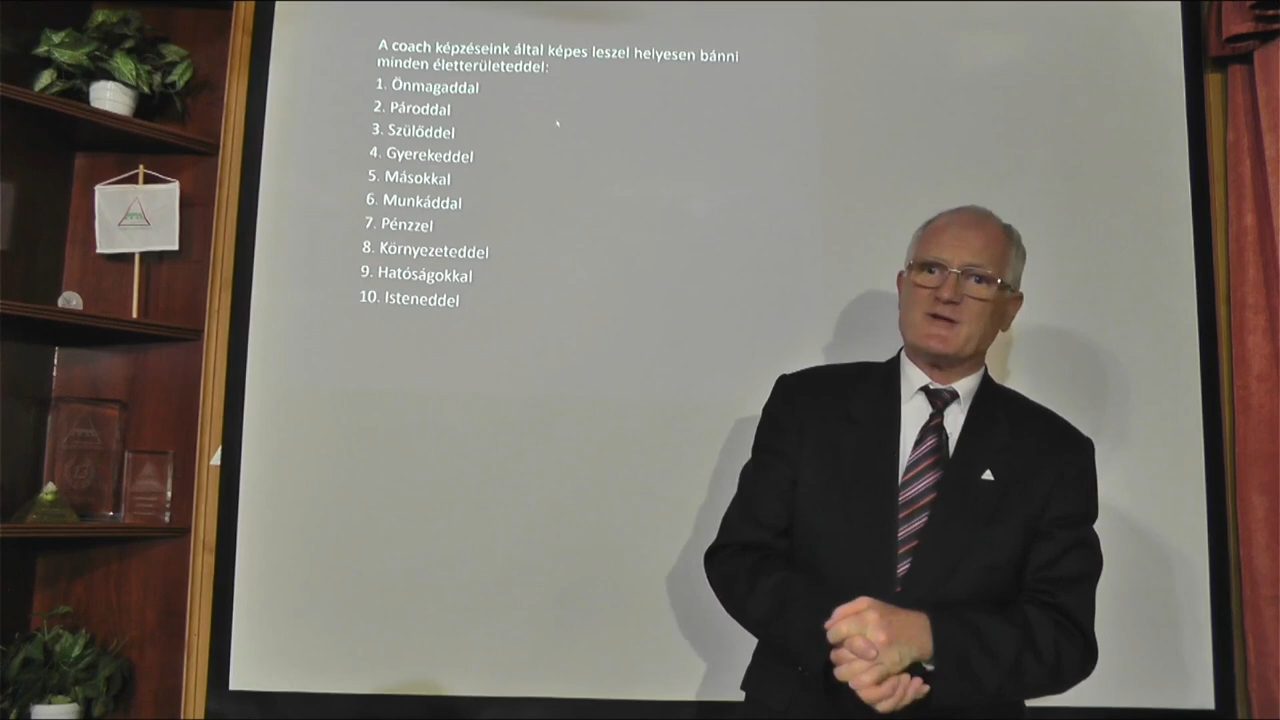 A coach képzéseink által képes leszel helyesen bánni
minden életterületeddel:
1. Önmagaddal
2. Pároddal
3. Szülőddel
4. Gyerekeddel
5. Másokkal
6. Munkáddal
7. Pénzzel
8. Környezeteddel
9. Hatóságokkal
10. Isteneddel